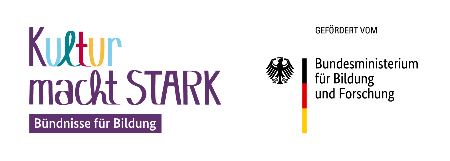 Kultur
macht STARK
Bündnisse für Bildung
GEFÖRDERT VOM
Bundesministerium
für Bildung
und Forschung